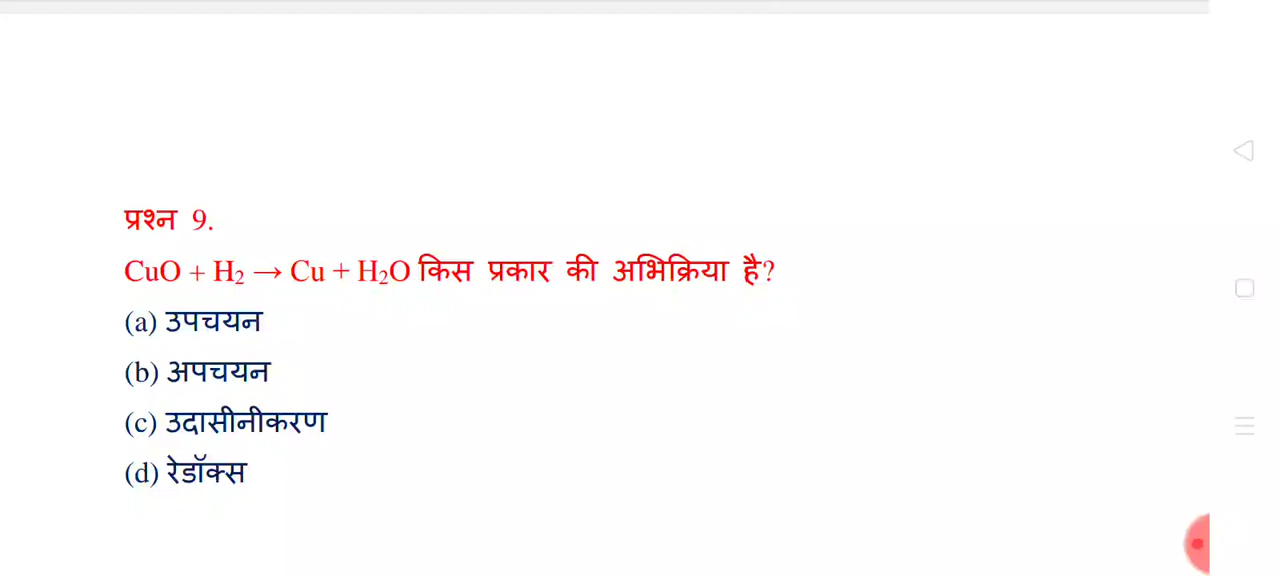 प्रश्न 9.
CuO + H₂ → Cu + H₂O किस प्रकार की अभिक्रिया है?
(a) उपचयन
(b) अपचयन
(c) उदासीनीकरण
(d) रेडॉक्स